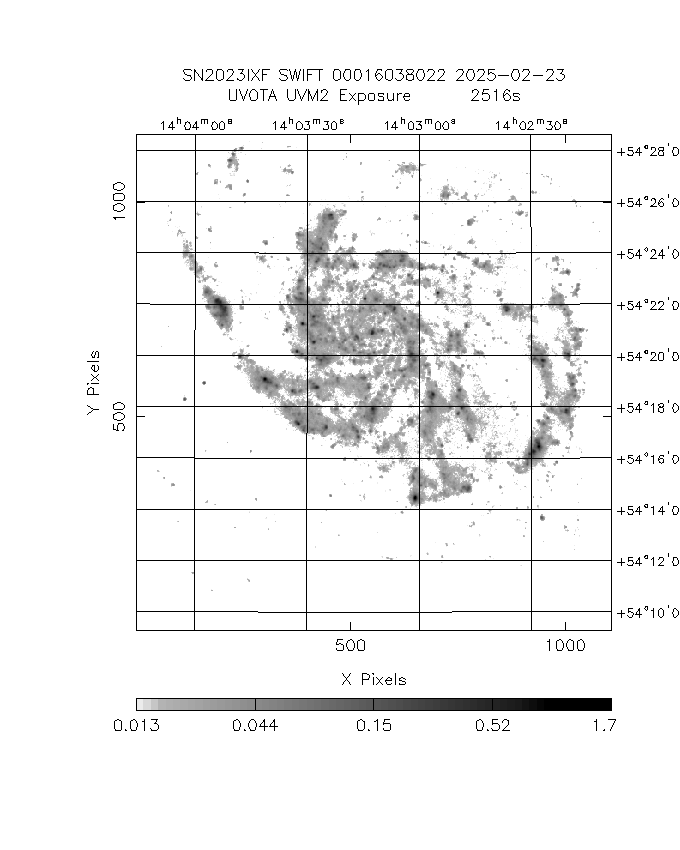 SN2023IXF SWIFT 00016038022 2025-02-23
UVOTA UVM2 Exposure 2516s
14ʰ04ᵐ00ˢ 14ʰ03ᵐ30ˢ 14ʰ03ᵐ00ˢ 14ʰ02ᵐ30ˢ
+54°28'0
1000
+54°26'0
+54°24'0
+54°22'0
+54°20'0
Y Pixels
+54°18'0
500
+54°16'0
+54°14'0
+54°12'0
+54°10'0
500 1000
X Pixels
0.013 0.044 0.15 0.52 1.7